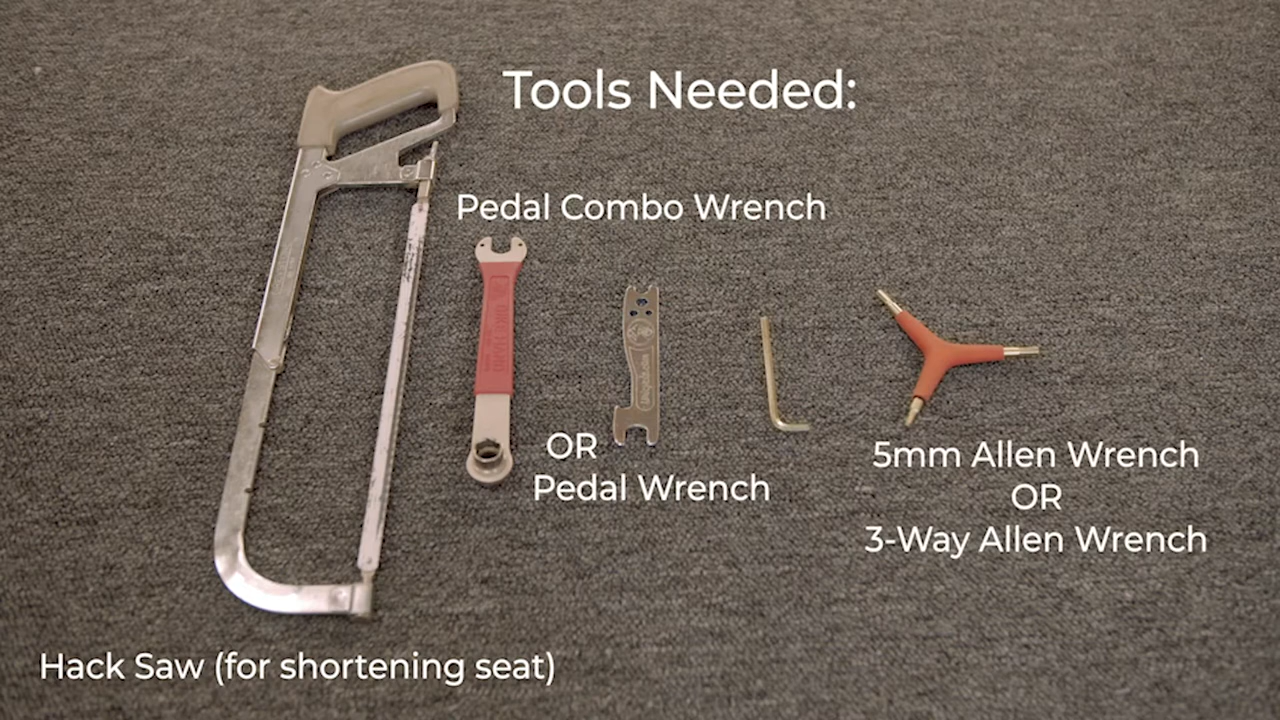 Tools Needed:
Pedal Combo Wrench
OR
Pedal Wrench
5mm Allen Wrench
OR
3-Way Allen Wrench
Hack Saw (for shortening seat)